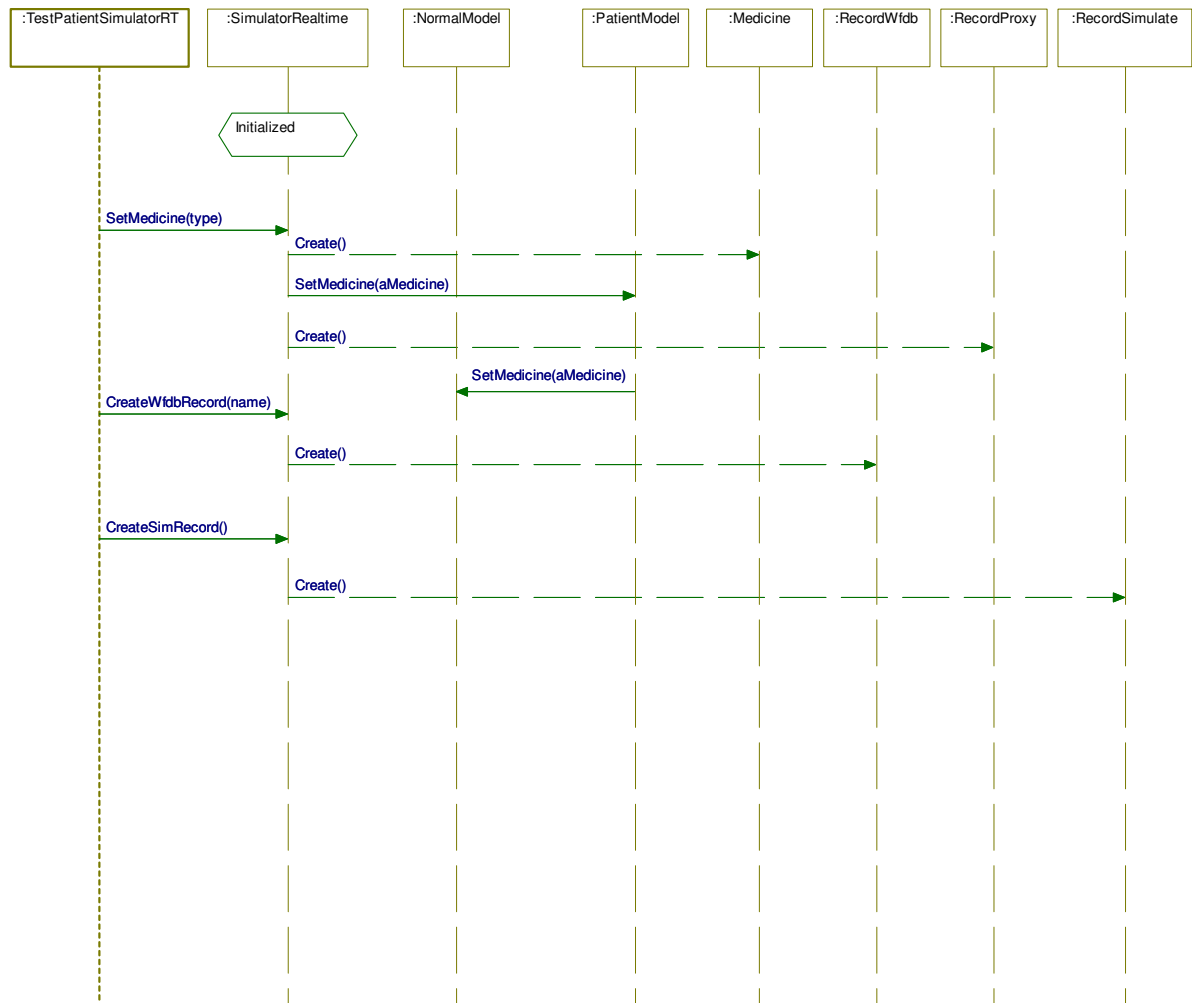 :TestPatientSimulatorRT
:SimulatorRealtime
:NormalModel
:PatientModel
:Medicine
:RecordWfdb
:RecordProxy
:RecordSimulate
Initialized
SetMedicine(type)
Create()
SetMedicine(aMedicine)
Create()
SetMedicine(aMedicine)
CreateWfdbRecord(name)
Create()
CreateSimRecord()
Create()